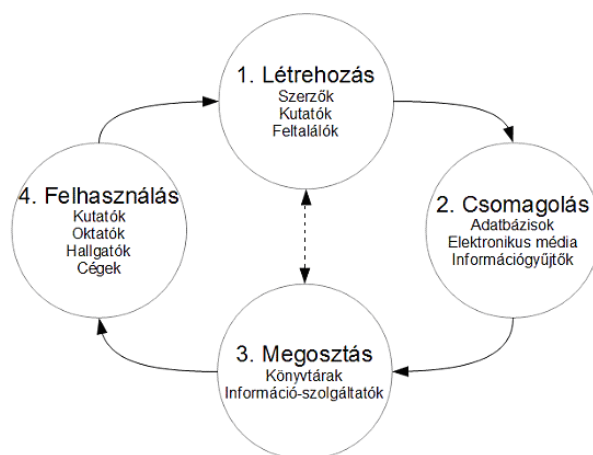 1. Létrehozás
Szerzők
Kutatók
Feltalálók
2. Csomagolás
Adatbázisok
Elektronikus média
Információgyűjtők
3. Megosztás
Könyvtárak
Információ-szolgáltatók
4. Felhasználás
Kutatók
Oktatók
Hallgatók
Cégek